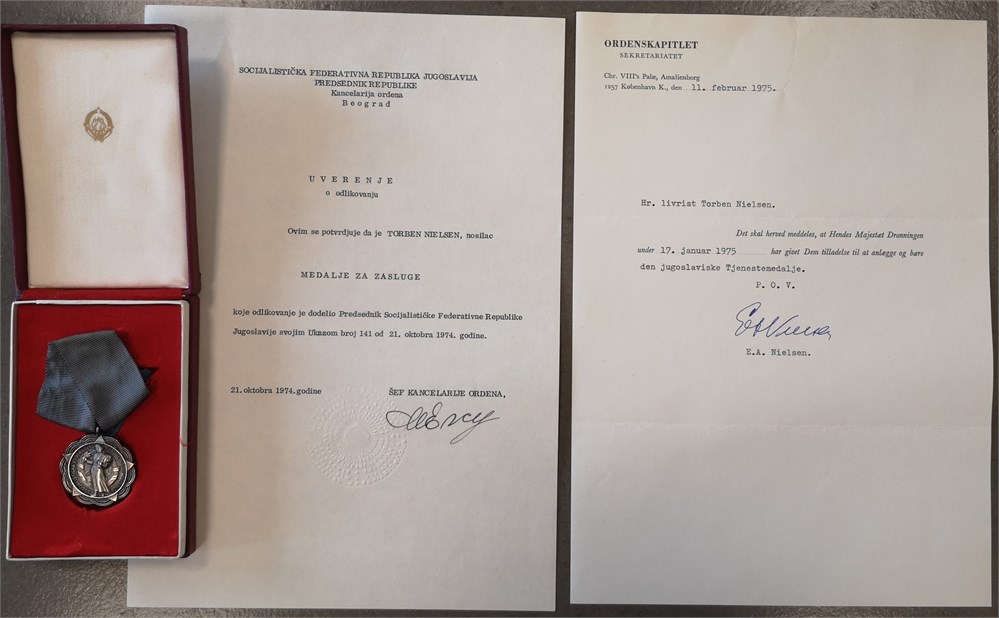 SOCIJALISTIČKA FEDERATIVNA REPUBLIKA JUGOSLAVIJA
PREDSEDNIK REPUBLIKE
Kancelarija ordena
Beograd
UVERENJE
o odlikovanju
Ovim se potvrdjuje da je TORBEN NIELSEN, nosilac
MEDALJE ZA ZASLUGE
koje odlikovanje je dodelio Predsednik Socijalističke Federativne Republike
Jugoslavije svojim Ukazom broj 141 od 21. oktobra 1974. godine.
21. oktobra 1974. godine
ŠEF KANCELARIJE ORDENA,
ORDENSKAPITLET
SEKRETARIATET
Chr. VIII's Palæ, Amalienborg
1257 København K., den 11. februar 1975.
Hr. livrist Torben Nielsen.
Det skal herved meddeles, at Hendes Majestæt Dronningen
under 17. januar 1975 har givet Dem tilladelse til at anlægge og bære
den jugoslaviske Tjenestemedalje.
P. O. V.
E.A. Nielsen.